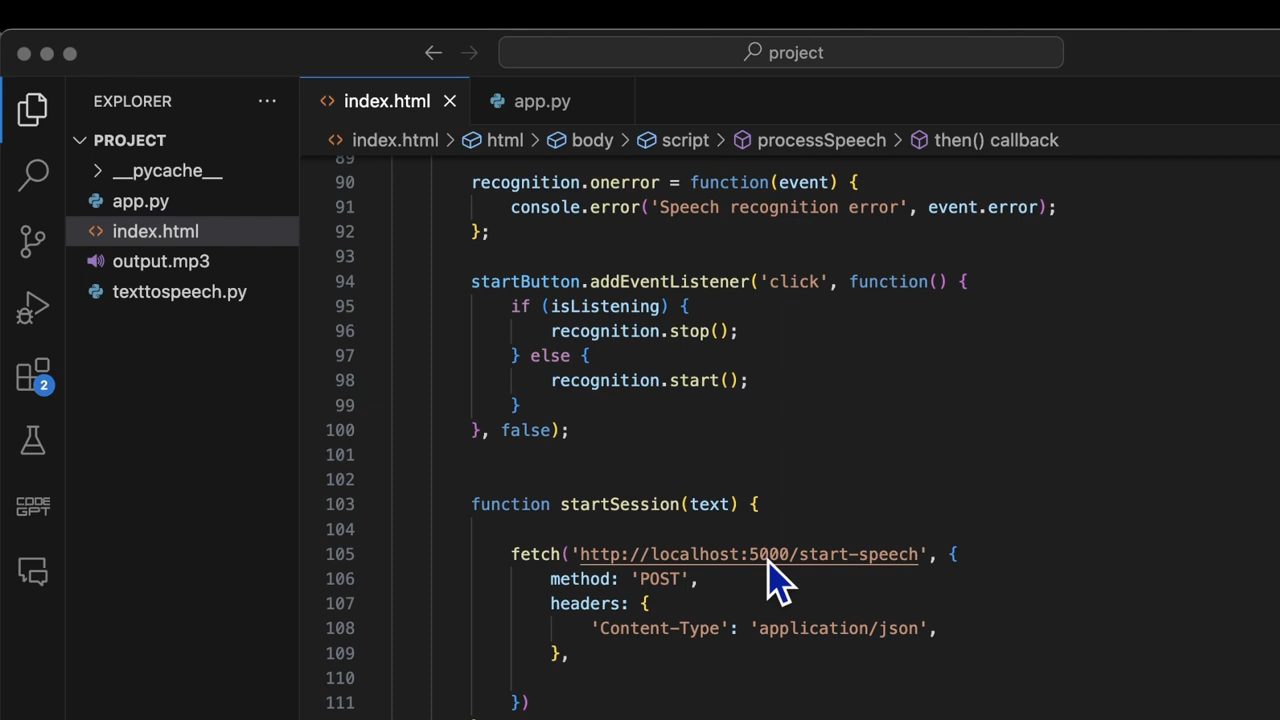 project
EXPLORER
index.html
app.py
PROJECT
index.html > html > body > script > processSpeech > then() callback
__pycache__
app.py
index.html
output.mp3
texttospeech.py
2
CODE
GPT
89
90 recognition.onerror = function(event) {
91 console.error('Speech recognition error', event.error);
92 };
93
94 startButton.addEventListener('click', function() {
95 if (isListening) {
96 recognition.stop();
97 } else {
98 recognition.start();
99 }
100 }, false);
101
102
103 function startSession(text) {
104
105 fetch('http://localhost:5000/start-speech', {
106 method: 'POST',
107 headers: {
108 'Content-Type': 'application/json',
109 },
110
111 })